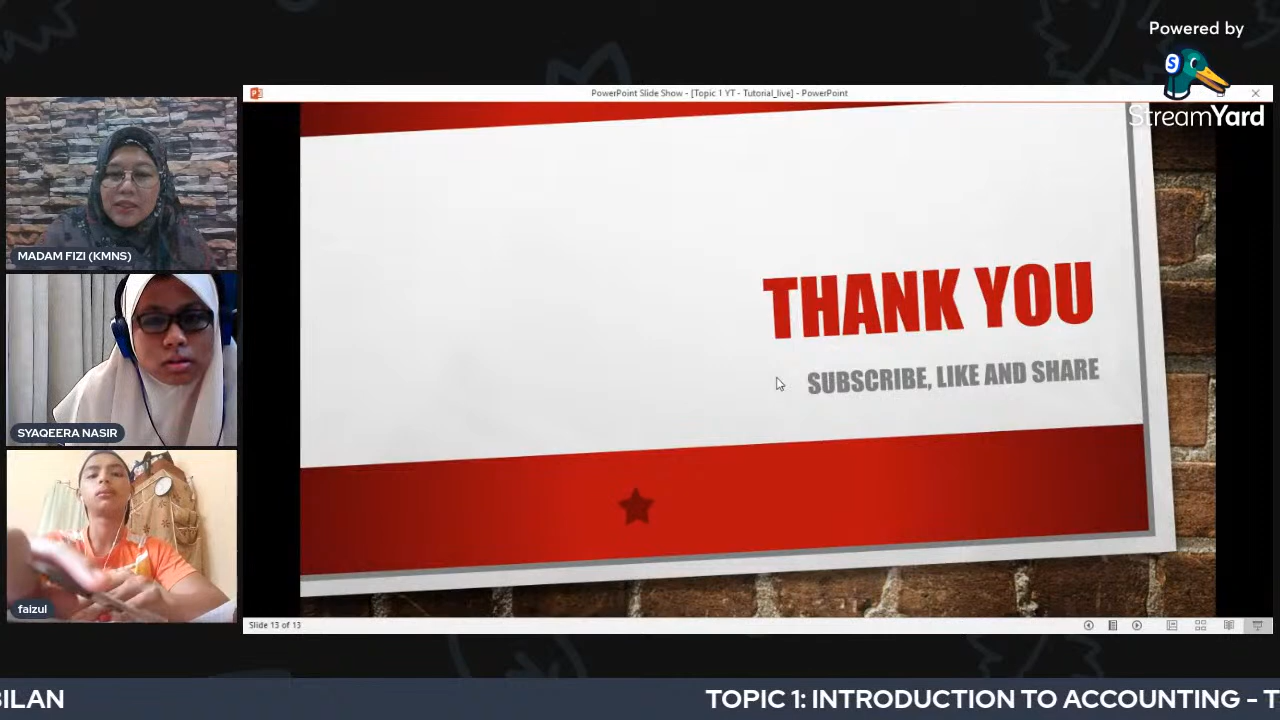 Powered by
S
StreamYard
PowerPoint Slide Show - [Topic 1 YT - Tutorial_live] - PowerPoint
MADAM FIZI (KMNS)
SYAQEERA NASIR
faizul
THANK YOU
SUBSCRIBE, LIKE AND SHARE
Slide 13 of 13
BILAN
TOPIC 1: INTRODUCTION TO ACCOUNTING - T